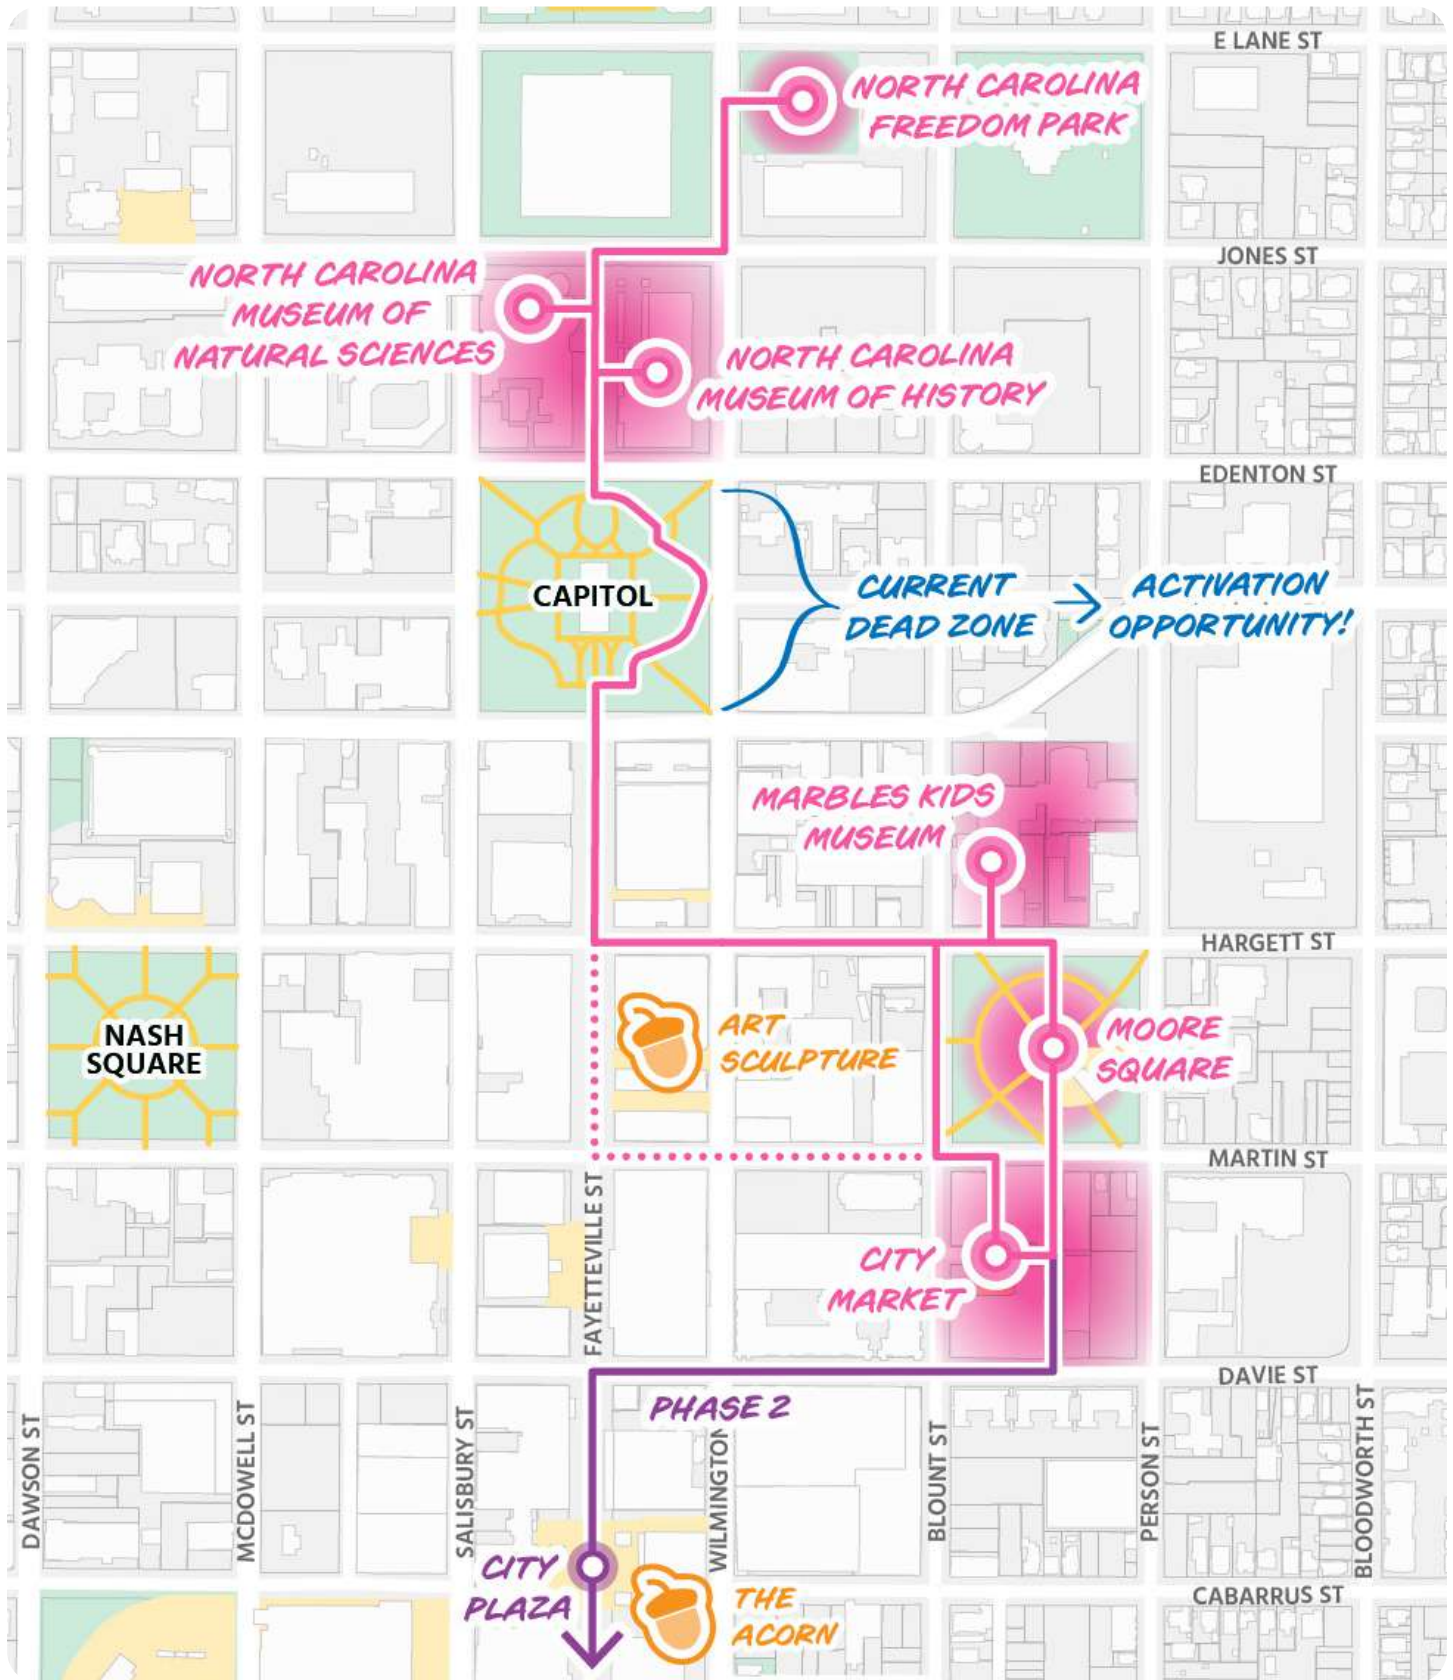 E LANE ST
NORTH CAROLINA
FREEDOM PARK
JONES ST
NORTH CAROLINA
MUSEUM OF
NATURAL SCIENCES
NORTH CAROLINA
MUSEUM OF HISTORY
EDENTON ST
CAPITOL
CURRENT
DEAD ZONE
ACTIVATION
OPPORTUNITY!
MARBLES KIDS
MUSEUM
HARGETT ST
NASH
SQUARE
ART
SCULPTURE
MOORE
SQUARE
MARTIN ST
FAYETTEVILLE ST
CITY
MARKET
DAVIE ST
PHASE 2
DAWSON ST
MCDOWELL ST
SALISBURY ST
WILMINGTON
BLOUNT ST
PERSON ST
BLOODWORTH ST
CITY
PLAZA
THE
ACORN
CABARRUS ST